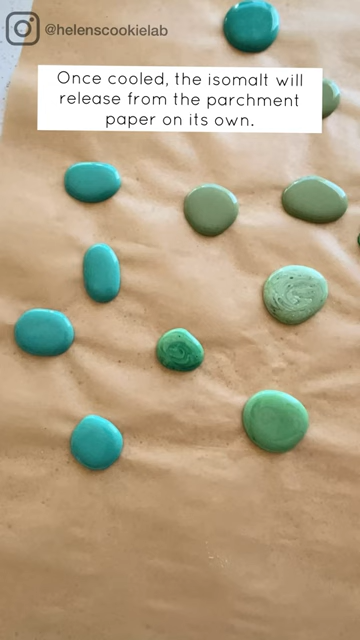 @helenscookielab
Once cooled, the isomalt will
release from the parchment
paper on its own.